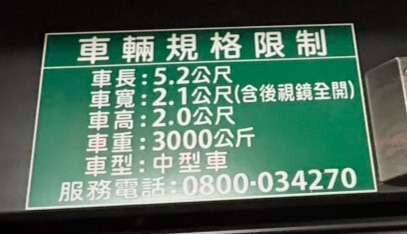 車輛規格限制
車長:5.2公尺
車寬:2.1公尺(含後視鏡全開)
車高:2.0公尺
車重:3000公斤
車型:中型車
服務電話:0800-034270